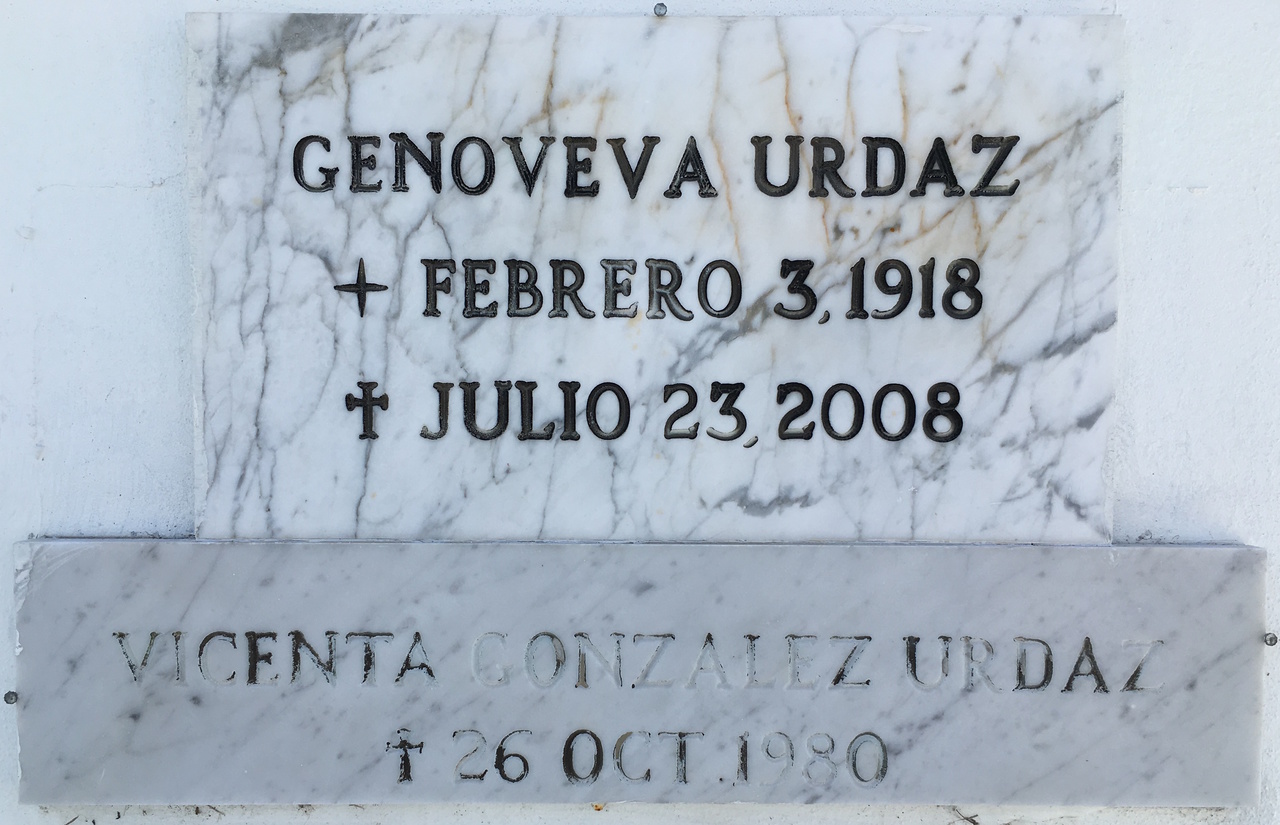 GENOVEVA URDAZ
✦ FEBRERO 3, 1918
✝ JULIO 23, 2008
VICENTA GONZALEZ URDAZ
✝ 26 OCT. 1980